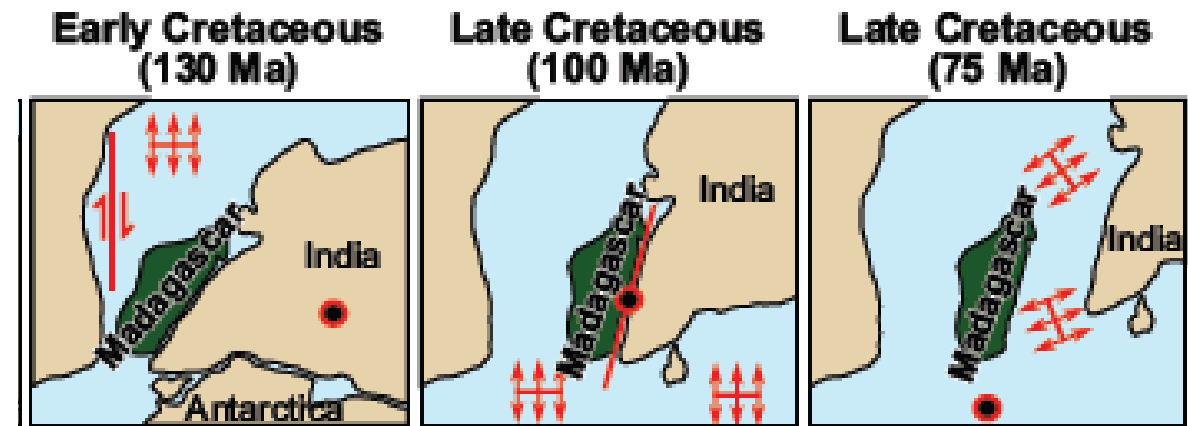 Early Cretaceous
(130 Ma)
Late Cretaceous
(100 Ma)
Late Cretaceous
(75 Ma)
Madagascar
India
Antarctica
Madagascar
India
Madagascar
India